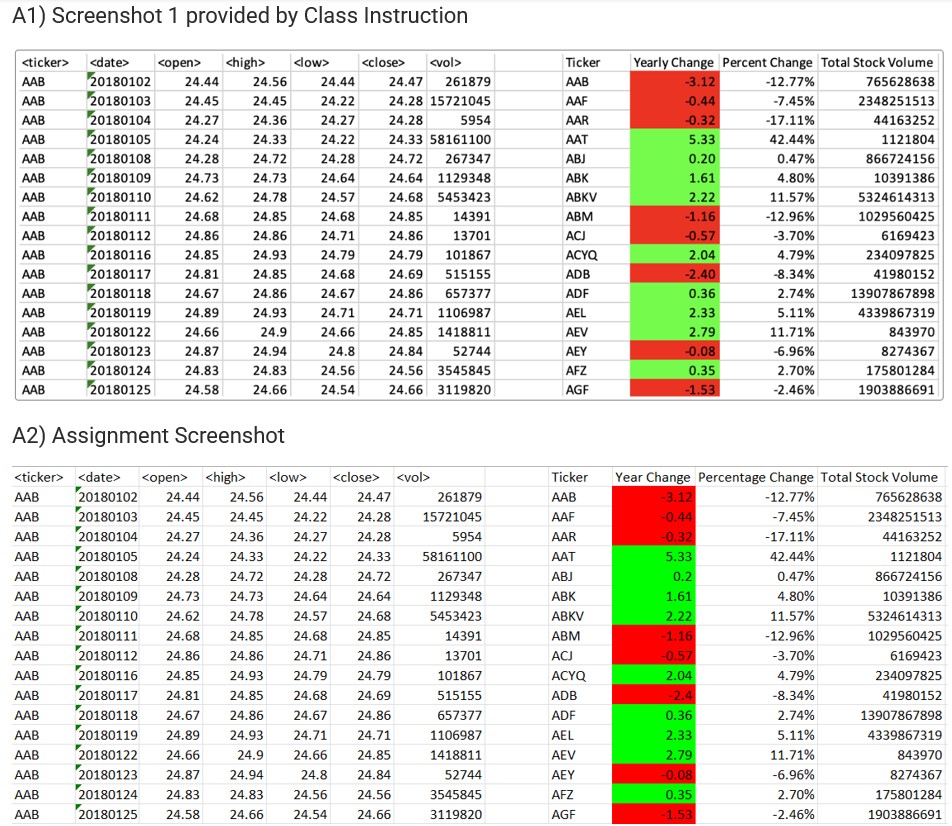 A1) Screenshot 1 provided by Class Instruction
<ticker> <date> <open> <high> <low> <close> <vol> Ticker Yearly Change Percent Change Total Stock Volume
AAB 20180102 24.44 24.56 24.44 24.47 261879 AAB -3.12 -12.77% 765628638
AAB 20180103 24.45 24.45 24.22 24.28 15721045 AAF -0.44 -7.45% 2348251513
AAB 20180104 24.27 24.36 24.27 24.28 5954 AAR -0.32 -17.11% 44163252
AAB 20180105 24.24 24.33 24.22 24.33 58161100 AAT 5.33 42.44% 1121804
AAB 20180108 24.28 24.72 24.28 24.72 267347 ABJ 0.20 0.47% 866724156
AAB 20180109 24.73 24.73 24.64 24.64 1129348 ABK 1.61 4.80% 10391386
AAB 20180110 24.62 24.78 24.57 24.68 5453423 ABKV 2.22 11.57% 5324614313
AAB 20180111 24.68 24.85 24.68 24.85 14391 ABM -1.16 -12.96% 1029560425
AAB 20180112 24.86 24.86 24.71 24.86 13701 ACJ -0.57 -3.70% 6169423
AAB 20180116 24.85 24.93 24.79 24.79 101867 ACYQ 2.04 4.79% 234097825
AAB 20180117 24.81 24.85 24.68 24.69 515155 ADB -2.40 -8.34% 41980152
AAB 20180118 24.67 24.86 24.67 24.86 657377 ADF 0.36 2.74% 13907867898
AAB 20180119 24.89 24.93 24.71 24.71 1106987 AEL 2.33 5.11% 4339867319
AAB 20180122 24.66 24.9 24.66 24.85 1418811 AEV 2.79 11.71% 843970
AAB 20180123 24.87 24.94 24.8 24.84 52744 AEY -0.08 -6.96% 8274367
AAB 20180124 24.83 24.83 24.56 24.56 3545845 AFZ 0.35 2.70% 175801284
AAB 20180125 24.58 24.66 24.54 24.66 3119820 AGF -1.53 -2.46% 1903886691
A2) Assignment Screenshot
<ticker> <date> <open> <high> <low> <close> <vol> Ticker Year Change Percentage Change Total Stock Volume
AAB 20180102 24.44 24.56 24.44 24.47 261879 AAB -3.12 -12.77% 765628638
AAB 20180103 24.45 24.45 24.22 24.28 15721045 AAF -0.44 -7.45% 2348251513
AAB 20180104 24.27 24.36 24.27 24.28 5954 AAR -0.32 -17.11% 44163252
AAB 20180105 24.24 24.33 24.22 24.33 58161100 AAT 5.33 42.44% 1121804
AAB 20180108 24.28 24.72 24.28 24.72 267347 ABJ 0.2 0.47% 866724156
AAB 20180109 24.73 24.73 24.64 24.64 1129348 ABK 1.61 4.80% 10391386
AAB 20180110 24.62 24.78 24.57 24.68 5453423 ABKV 2.22 11.57% 5324614313
AAB 20180111 24.68 24.85 24.68 24.85 14391 ABM -1.16 -12.96% 1029560425
AAB 20180112 24.86 24.86 24.71 24.86 13701 ACJ -0.57 -3.70% 6169423
AAB 20180116 24.85 24.93 24.79 24.79 101867 ACYQ 2.04 4.79% 234097825
AAB 20180117 24.81 24.85 24.68 24.69 515155 ADB -2.4 -8.34% 41980152
AAB 20180118 24.67 24.86 24.67 24.86 657377 ADF 0.36 2.74% 13907867898
AAB 20180119 24.89 24.93 24.71 24.71 1106987 AEL 2.33 5.11% 4339867319
AAB 20180122 24.66 24.9 24.66 24.85 1418811 AEV 2.79 11.71% 843970
AAB 20180123 24.87 24.94 24.8 24.84 52744 AEY -0.08 -6.96% 8274367
AAB 20180124 24.83 24.83 24.56 24.56 3545845 AFZ 0.35 2.70% 175801284
AAB 20180125 24.58 24.66 24.54 24.66 3119820 AGF -1.53 -2.46% 1903886691